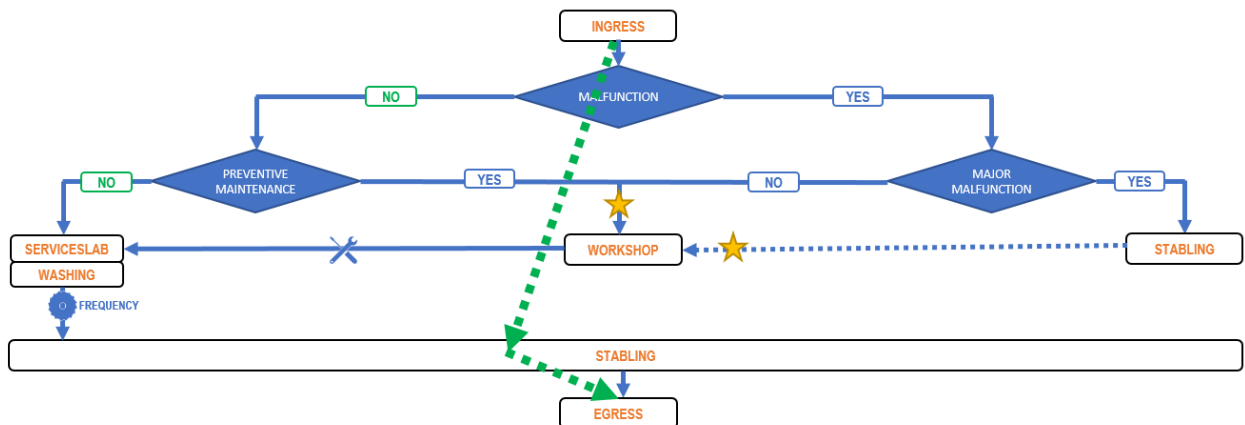 INGRESS
MALFUNCTION
NO
YES
PREVENTIVE
MAINTENANCE
MAJOR
MALFUNCTION
NO
YES
NO
YES
SERVICESLAB
WORKSHOP
STABLING
WASHING
FREQUENCY
STABLING
EGRESS